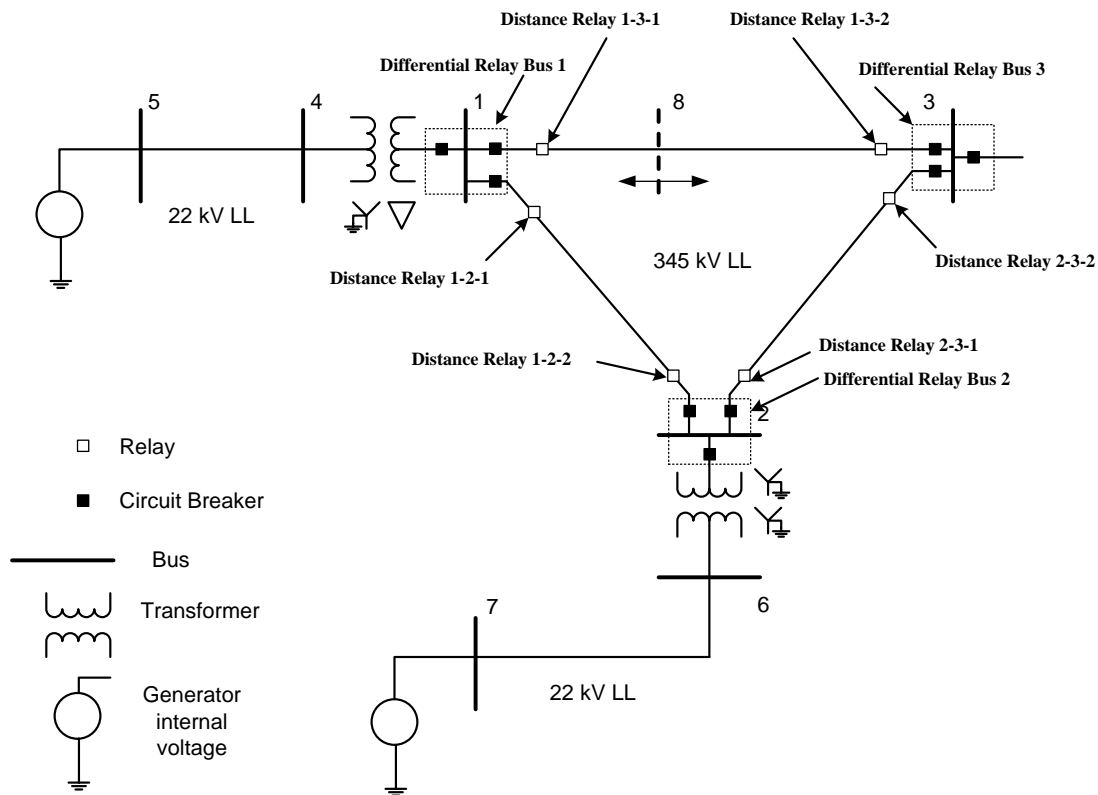 Distance Relay 1-3-1
Distance Relay 1-3-2
Differential Relay Bus 1
Differential Relay Bus 3
5
4
1
8
3
22 kV LL
345 kV LL
Distance Relay 1-2-1
Distance Relay 2-3-2
Distance Relay 1-2-2
Distance Relay 2-3-1
Differential Relay Bus 2
2
Relay
Circuit Breaker
Bus
Transformer
Generator
internal
voltage
6
7
22 kV LL